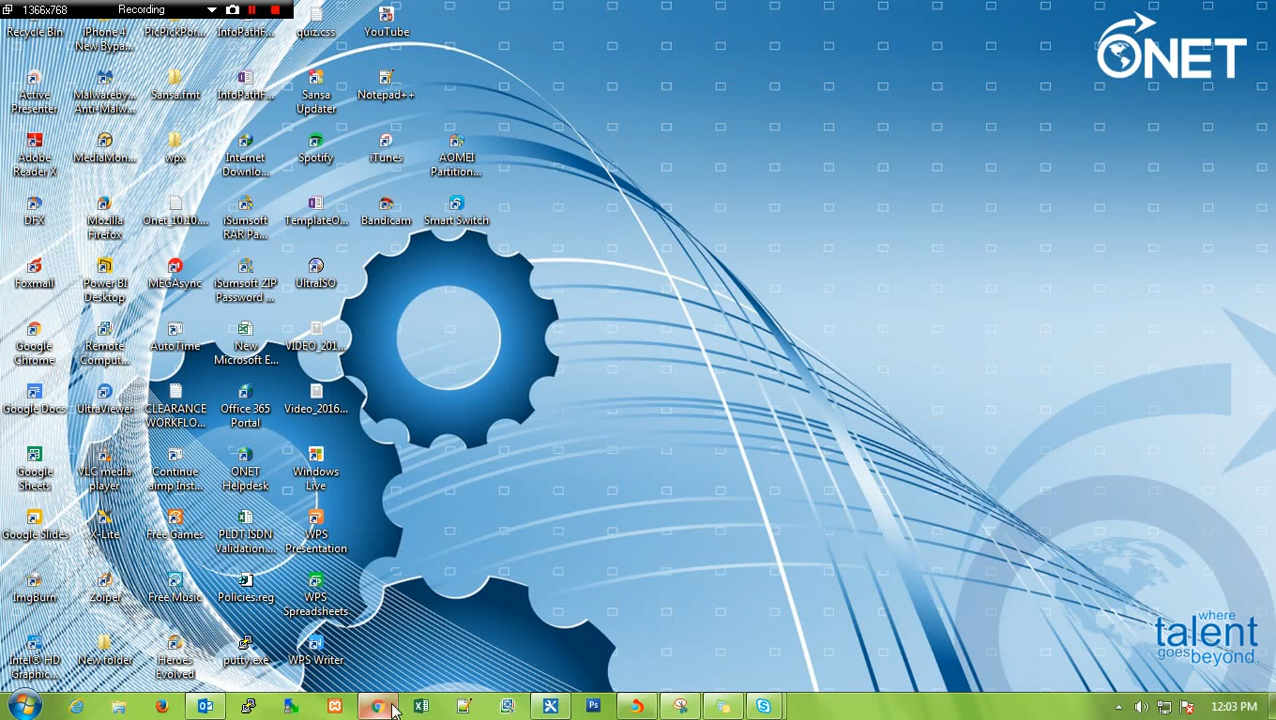 1366x768 Recording
Recycle Bin
iPhone 4
New Bypa...
PicPickPor...
InfoPathF...
quiz.css
YouTube
Active
Presenter
Malwareby...
Anti-Malw...
Sansa.fmt
InfoPathF...
Sansa
Updater
Notepad++
Adobe
Reader X
MediaMon...
wpx
Internet
Downlo...
Spotify
iTunes
AOMEI
Partition...
DFX
Mozilla
Firefox
Onet_10.10....
iSumsoft
RAR Pa...
TemplateO...
Bandicam
Smart Switch
Foxmail
Power BI
Desktop
MEGAsync
iSumsoft ZIP
Password ...
UltraISO
Google
Chrome
Remote
Comput...
AutoTime
New
Microsoft E...
VIDEO_201...
Google Docs
UltraViewer
CLEARANCE
WORKFLO...
Office 365
Portal
Video_2016...
Google
Sheets
VLC media
player
Continue
aimp Inst...
ONET
Helpdesk
Windows
Live
Google Slides
X-Lite
Free Games
PLDT ISDN
Validation....
WPS
Presentation
ImgBurn
Zoiper
Free Music
Policies.reg
WPS
Spreadsheets
Intel® HD
Graphic...
New folder
Heroes
Evolved
putty.exe
WPS Writer
ONET
where
talent
goes beyond.
Ps
12:03 PM